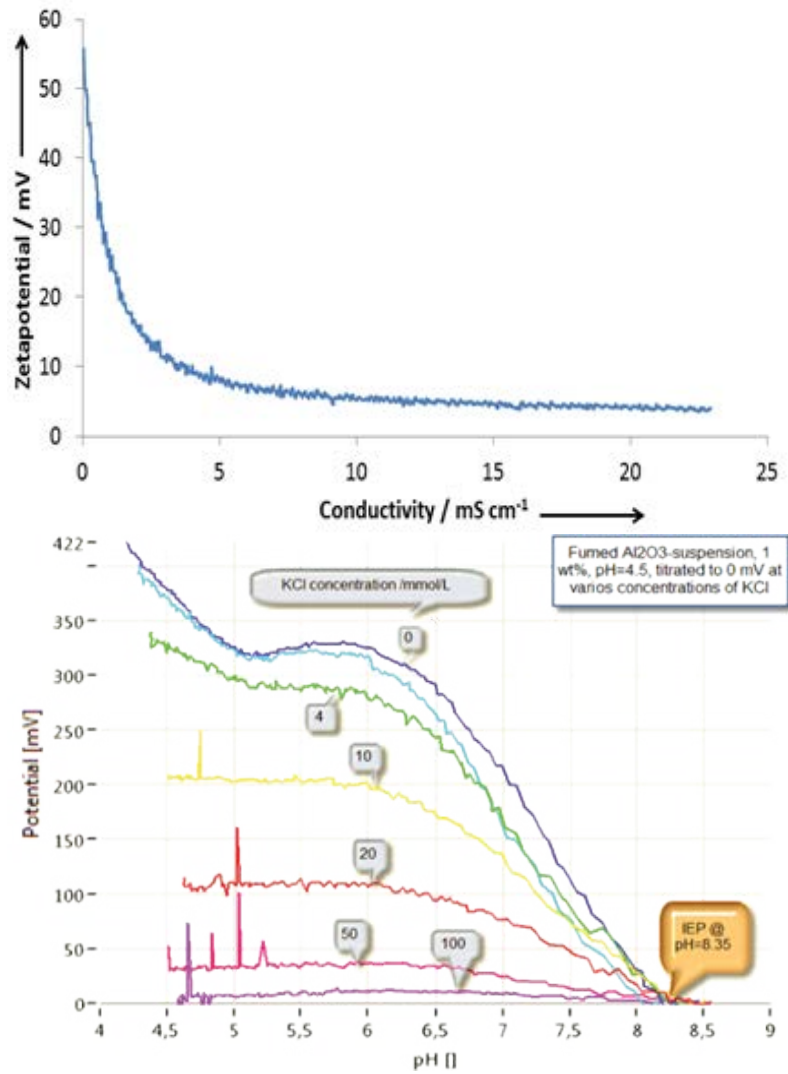 60
50
40
30
20
10
0
Zetapotential / mV
0 5 10 15 20 25
Conductivity / mS cm⁻¹
Fumed Al2O3-suspension, 1
wt%, pH=4.5, titrated to 0 mV at
varios concentrations of KCl
KCl concentration /mmol/L
422
350
300
250
200
150
100
50
0
Potential [mV]
0
4
10
20
50
100
IEP @
pH=8.35
4 4,5 5 5,5 6 6,5 7 7,5 8 8,5 9
pH []